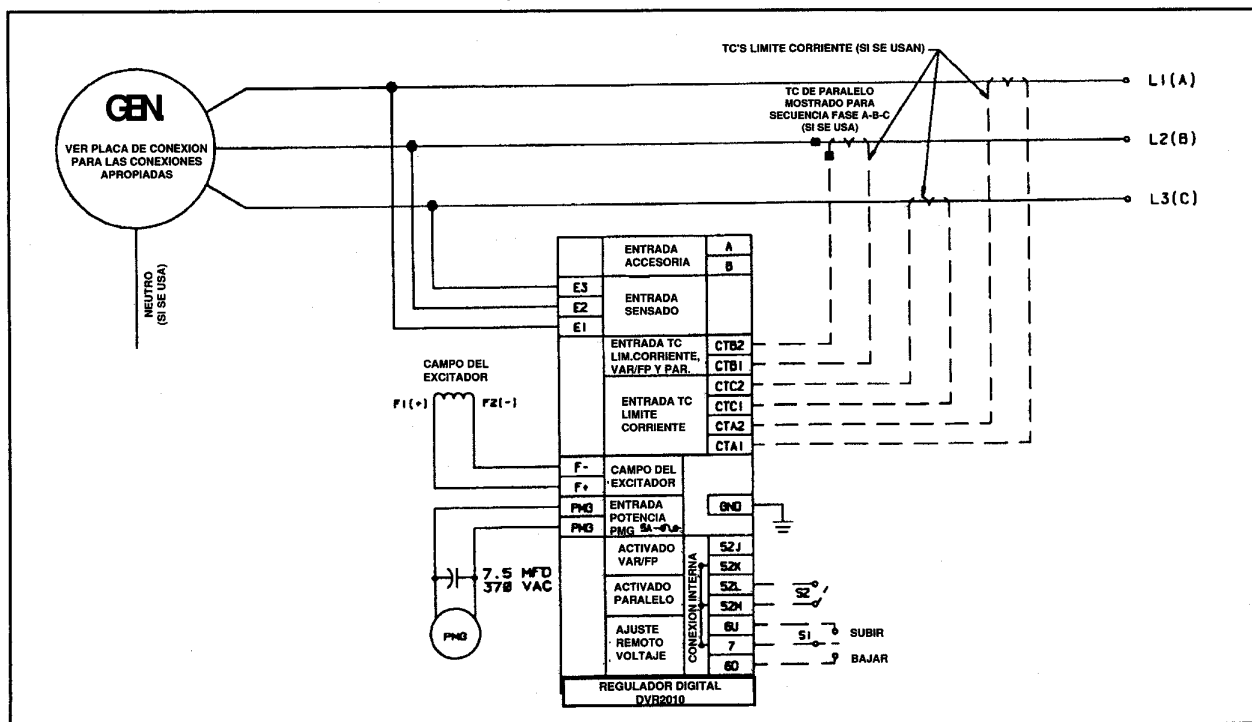 GEN.
VER PLACA DE CONEXION
PARA LAS CONEXIONES
APROPIADAS
NEUTRO
(SI SE USA)
TC'S LIMITE CORRIENTE (SI SE USAN)
TC DE PARALELO
MOSTRADO PARA
SECUENCIA FASE A-B-C
(SI SE USA)
L1(A)
L2(B)
L3(C)
ENTRADA
ACCESORIA
A
B
E3
E2
E1
ENTRADA
SENSADO
ENTRADA TC
LIM.CORRIENTE,
VAR/FP Y PAR.
CTB2
CTB1
ENTRADA TC
LIMITE
CORRIENTE
CTC2
CTC1
CTA2
CTA1
CAMPO DEL
EXCITADOR
F1(+)
F2(-)
F-
F+
CAMPO DEL
EXCITADOR
PMG
PMG
ENTRADA
POTENCIA
PMG 5A
GND
7.5 MFD
370 VAC
PMG
ACTIVADO
VAR/FP
ACTIVADO
PARALELO
AJUSTE
REMOTO
VOLTAJE
CONEXION INTERNA
52J
52K
52L
52M
6U
7
6D
S2
S1
SUBIR
BAJAR
REGULADOR DIGITAL
DVR2010